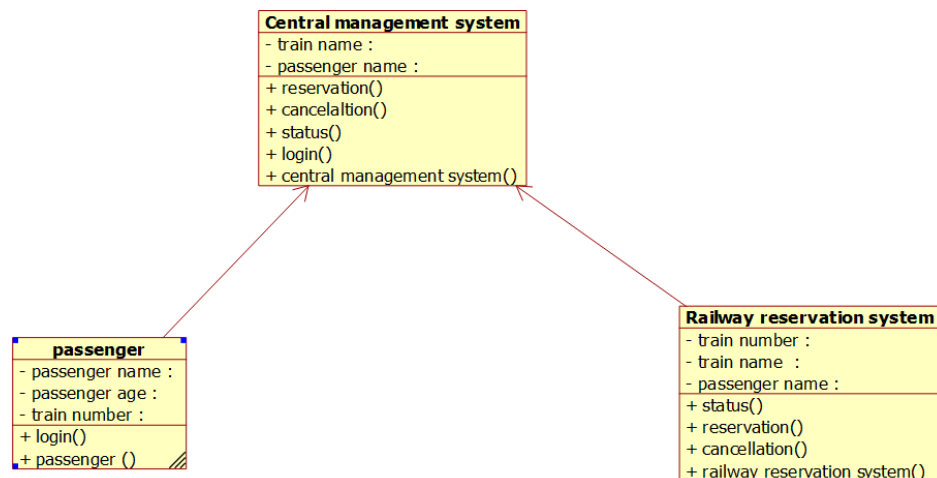 Central management system
- train name :
- passenger name :
+ reservation()
+ cancelaltion()
+ status()
+ login()
+ central management system()
passenger
- passenger name :
- passenger age :
- train number :
+ login()
+ passenger ()
Railway reservation system
- train number :
- train name :
- passenger name :
+ status()
+ reservation()
+ cancellation()
+ railway reservation system()